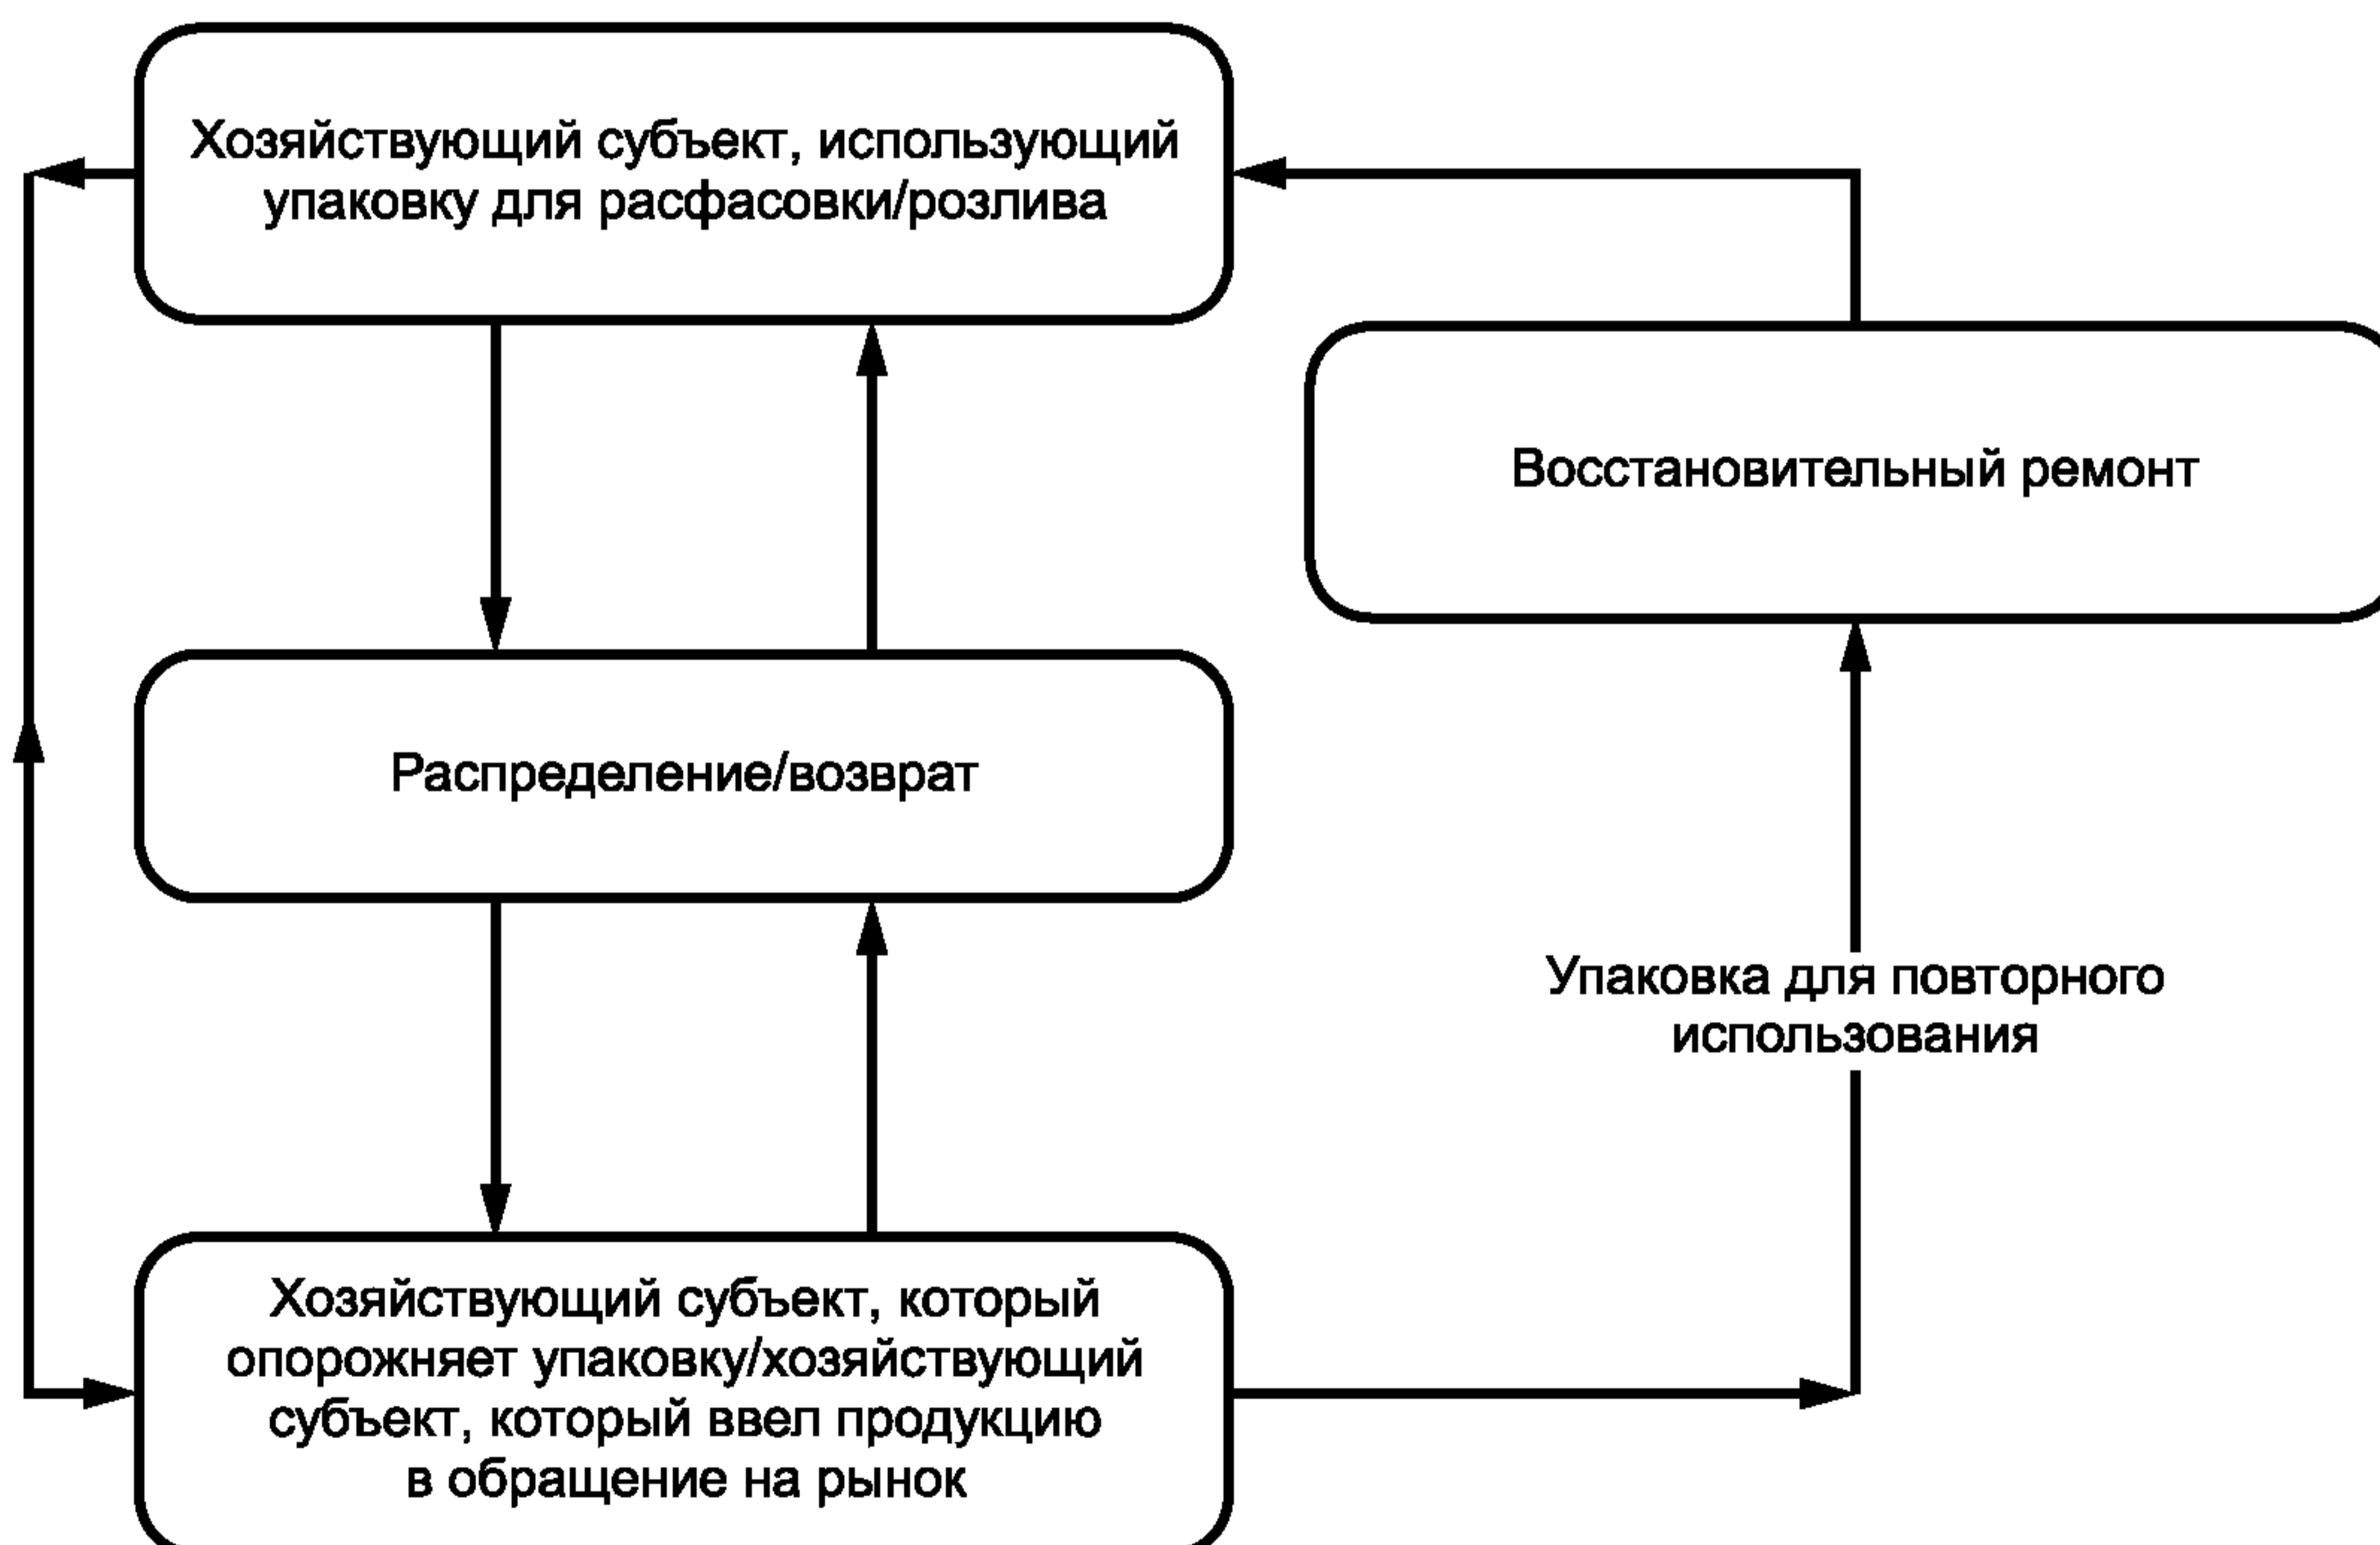 Хозяйствующий субъект, использующий
упаковку для расфасовки/розлива
Восстановительный ремонт
Распределение/возврат
Упаковка для повторного
использования
Хозяйствующий субъект, который
опорожняет упаковку/хозяйствующий
субъект, который ввел продукцию
в обращение на рынок